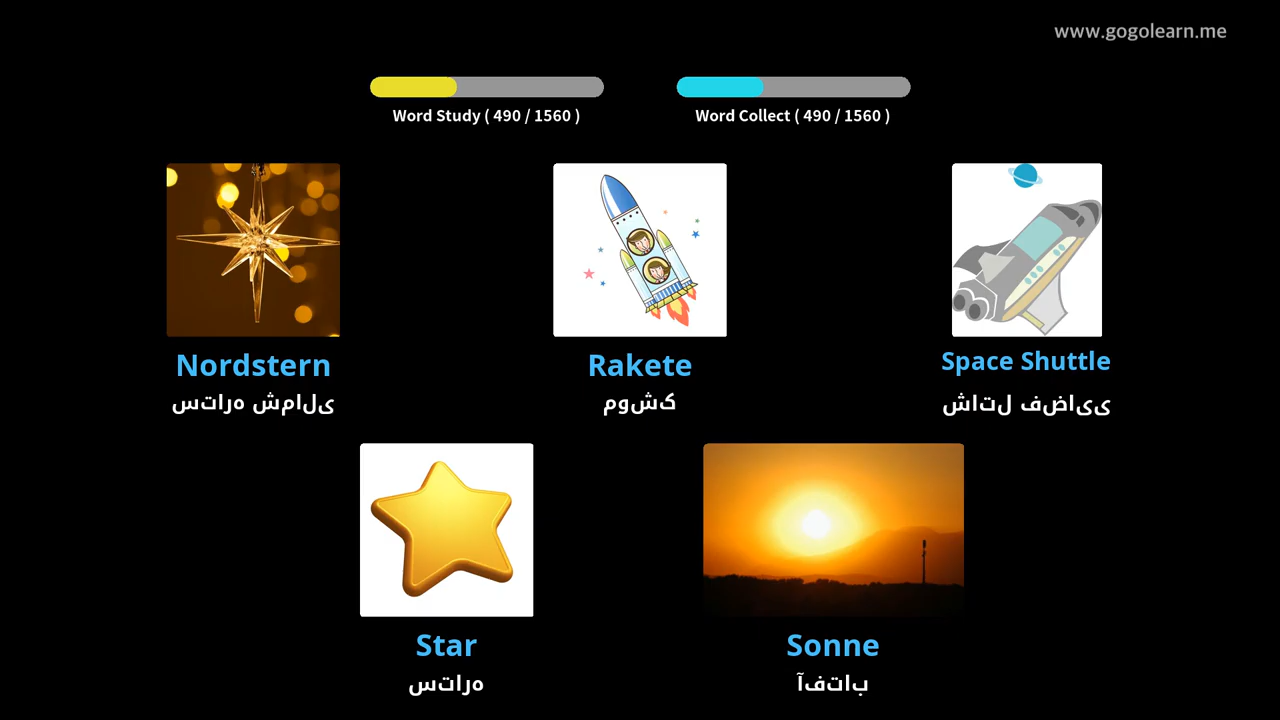 www.gogolearn.me
Word Study ( 490 / 1560 )
Word Collect ( 490 / 1560 )
Nordstern
ستاره شمالی
Rakete
موشک
Space Shuttle
شاتل فضایی
Star
ستاره
Sonne
آفتاب